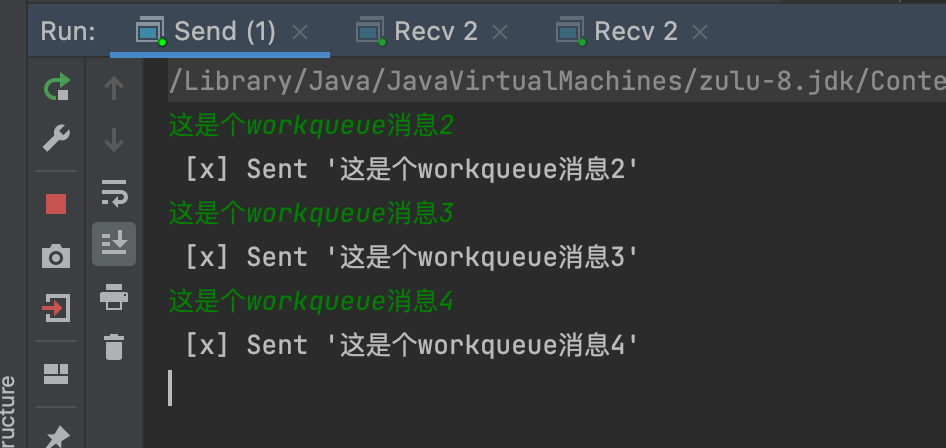 Run: Send (1) Recv 2 Recv 2
/Library/Java/JavaVirtualMachines/zulu-8.jdk/Conte
这是个workqueue消息2
[x] Sent '这是个workqueue消息2'
这是个workqueue消息3
[x] Sent '这是个workqueue消息3'
这是个workqueue消息4
[x] Sent '这是个workqueue消息4'
ructure